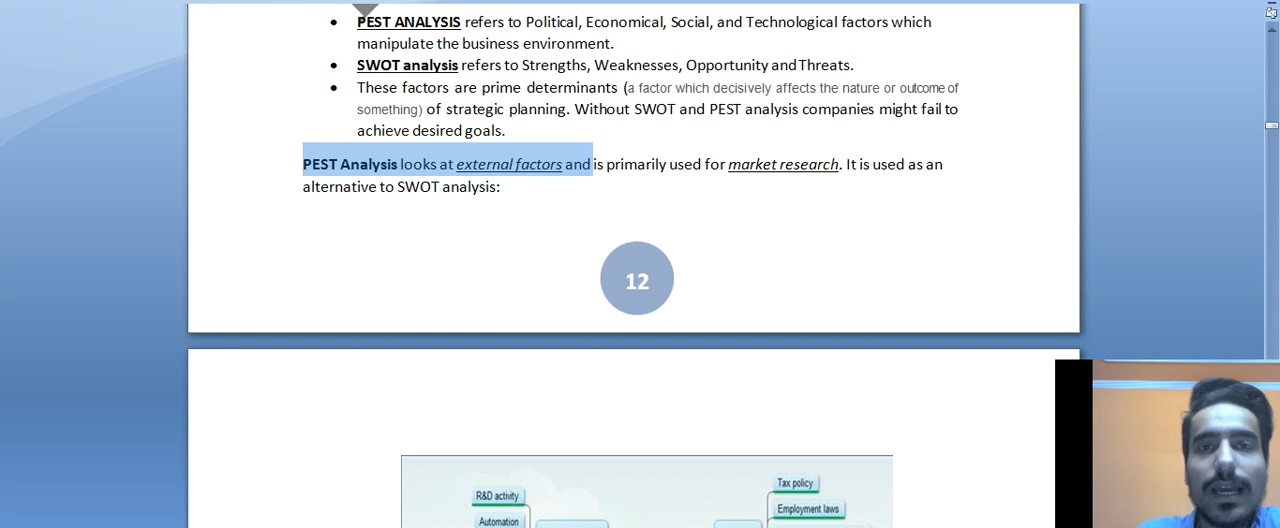 • PEST ANALYSIS refers to Political, Economical, Social, and Technological factors which
manipulate the business environment.
• SWOT analysis refers to Strengths, Weaknesses, Opportunity and Threats.
• These factors are prime determinants (a factor which decisively affects the nature or outcome of
something) of strategic planning. Without SWOT and PEST analysis companies might fail to
achieve desired goals.
PEST Analysis looks at external factors and is primarily used for market research. It is used as an
alternative to SWOT analysis:
12
R&D activity
Automation
Tax policy
Employment laws